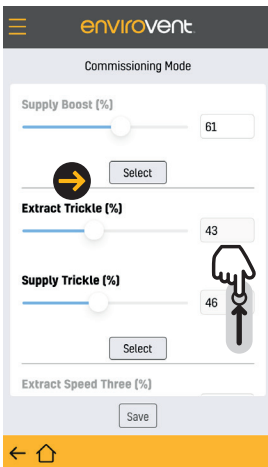 envirovent
Commissioning Mode
Supply Boost (%)
61
Select
Extract Trickle (%)
43
Supply Trickle (%)
46
Select
Extract Speed Three (%)
Save